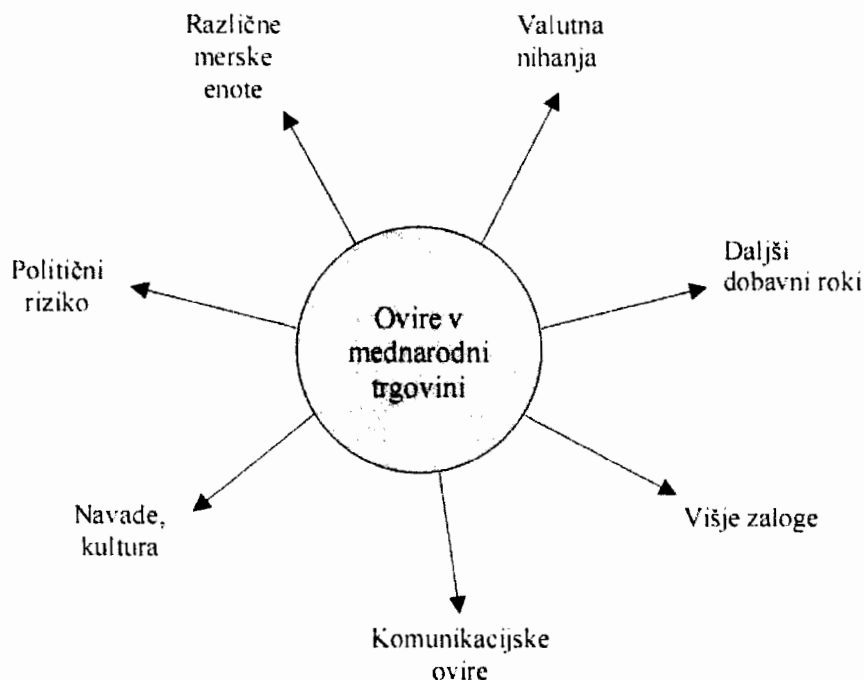 Različne
merske
enote
Valutna
nihanja
Politični
riziko
Daljši
dobavni roki
Ovire v
mednarodni
trgovini
Navade,
kultura
Višje zaloge
Komunikacijske
ovire